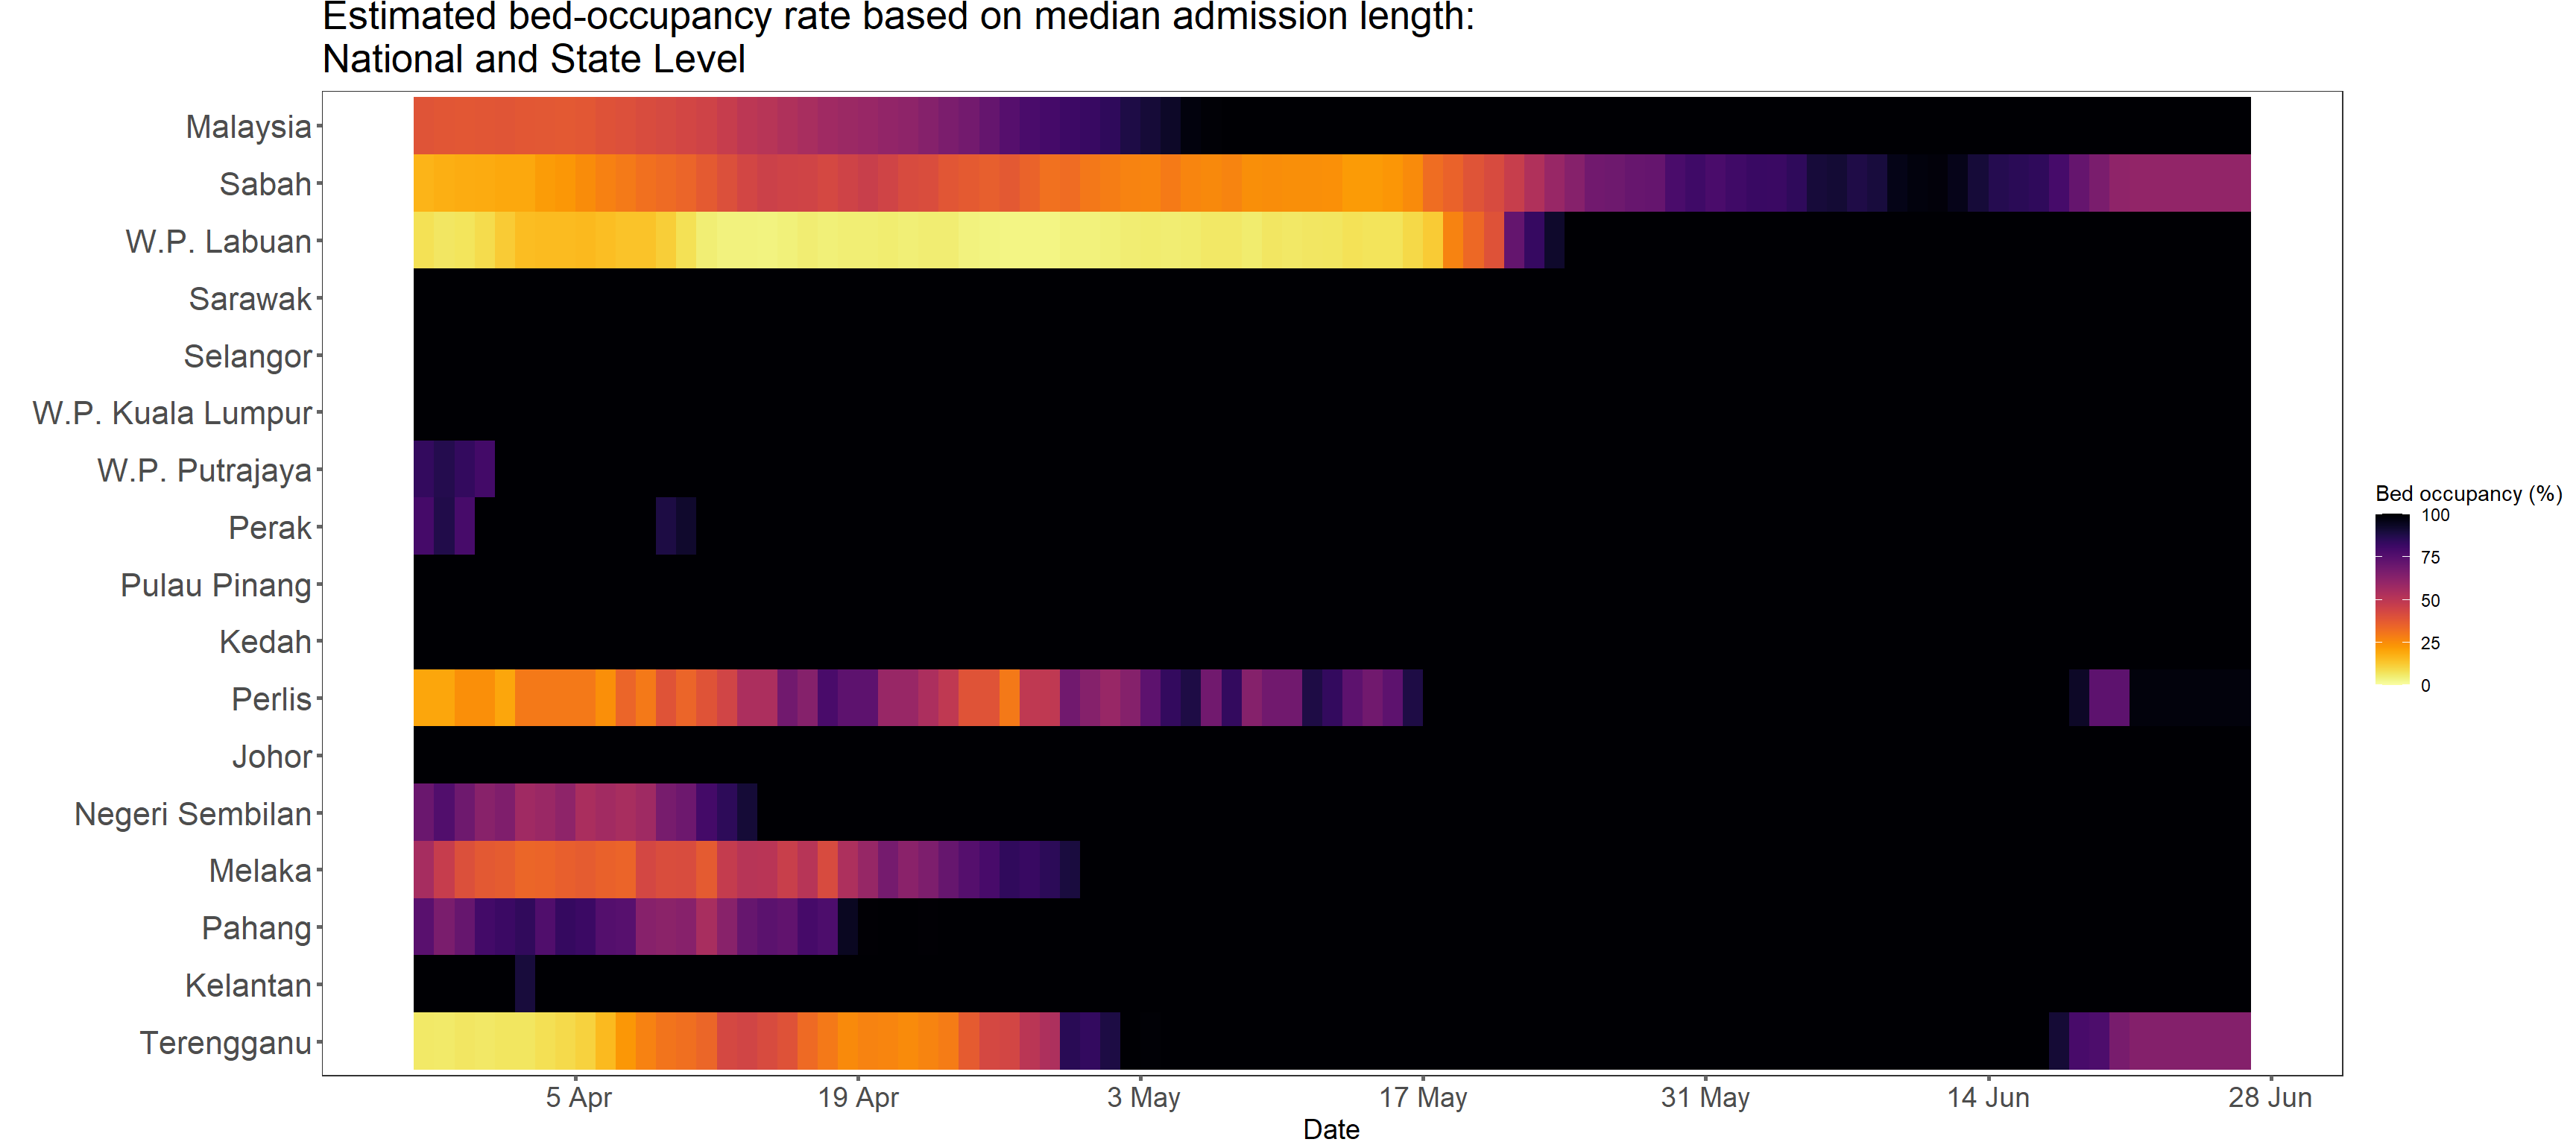 Estimated bed-occupancy rate based on median admission length:
National and State Level
Malaysia
Sabah
W.P. Labuan
Sarawak
Selangor
W.P. Kuala Lumpur
W.P. Putrajaya
Perak
Pulau Pinang
Kedah
Perlis
Johor
Negeri Sembilan
Melaka
Pahang
Kelantan
Terengganu
5 Apr
19 Apr
3 May
17 May
31 May
14 Jun
28 Jun
Date
Bed occupancy (%)
100
75
50
25
0